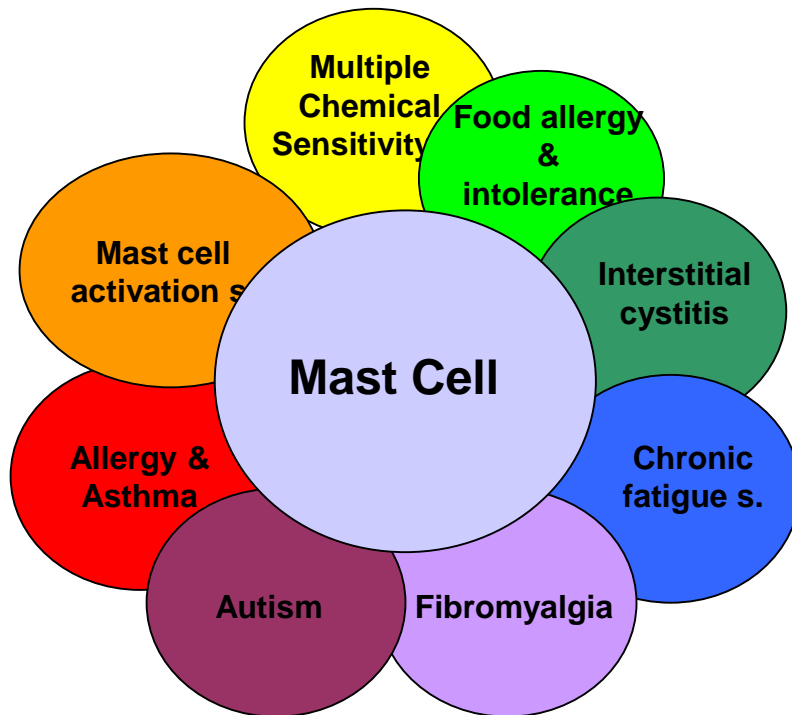 Multiple
Chemical
Sensitivity
Food allergy
&
intolerance
Mast cell
activation s
Interstitial
cystitis
Mast Cell
Allergy &
Asthma
Chronic
fatigue s.
Autism
Fibromyalgia